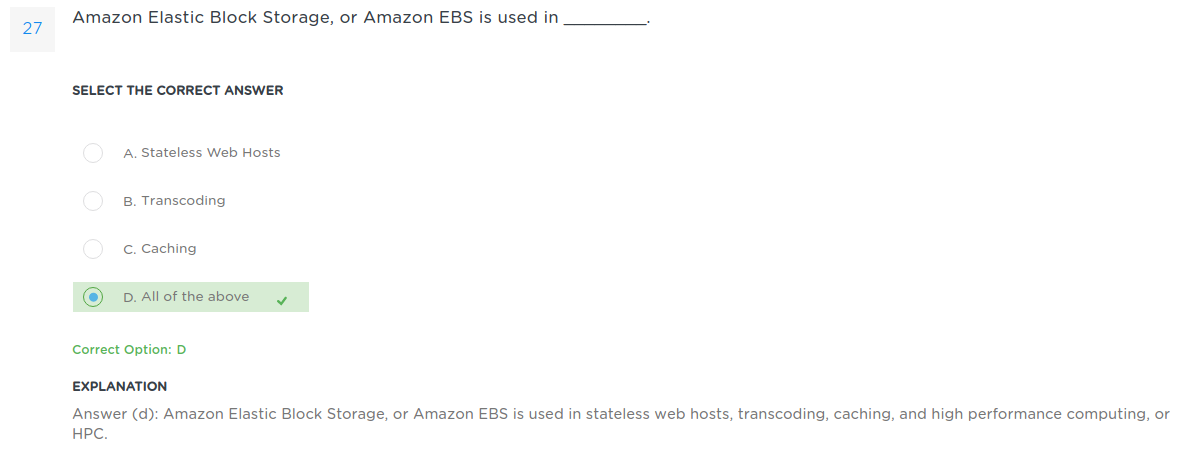 27
Amazon Elastic Block Storage, or Amazon EBS is used in _________.
SELECT THE CORRECT ANSWER
A. Stateless Web Hosts
B. Transcoding
C. Caching
D. All of the above
Correct Option: D
EXPLANATION
Answer (d): Amazon Elastic Block Storage, or Amazon EBS is used in stateless web hosts, transcoding, caching, and high performance computing, or
HPC.